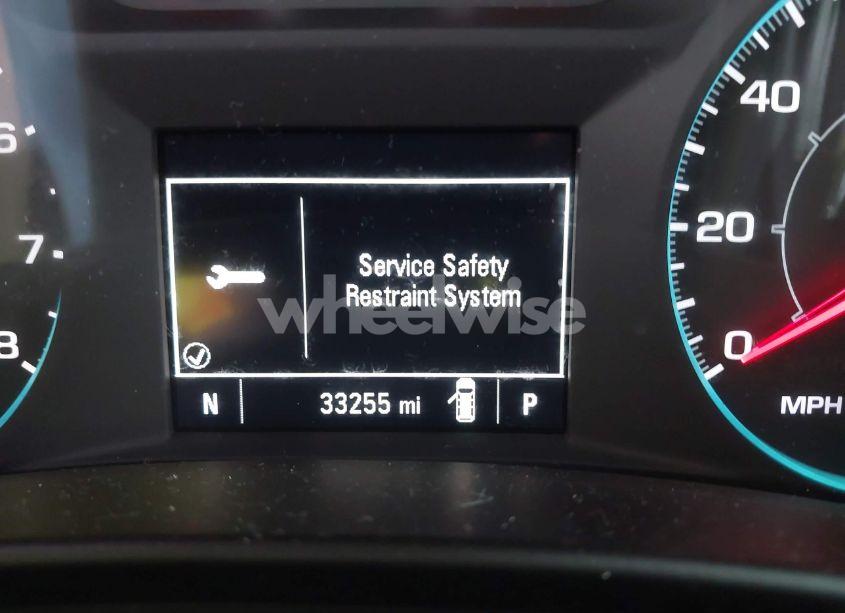 6
7
8
Service Safety
Restraint System
wheelwise
N 33255 mi P
40
20
0
MPH